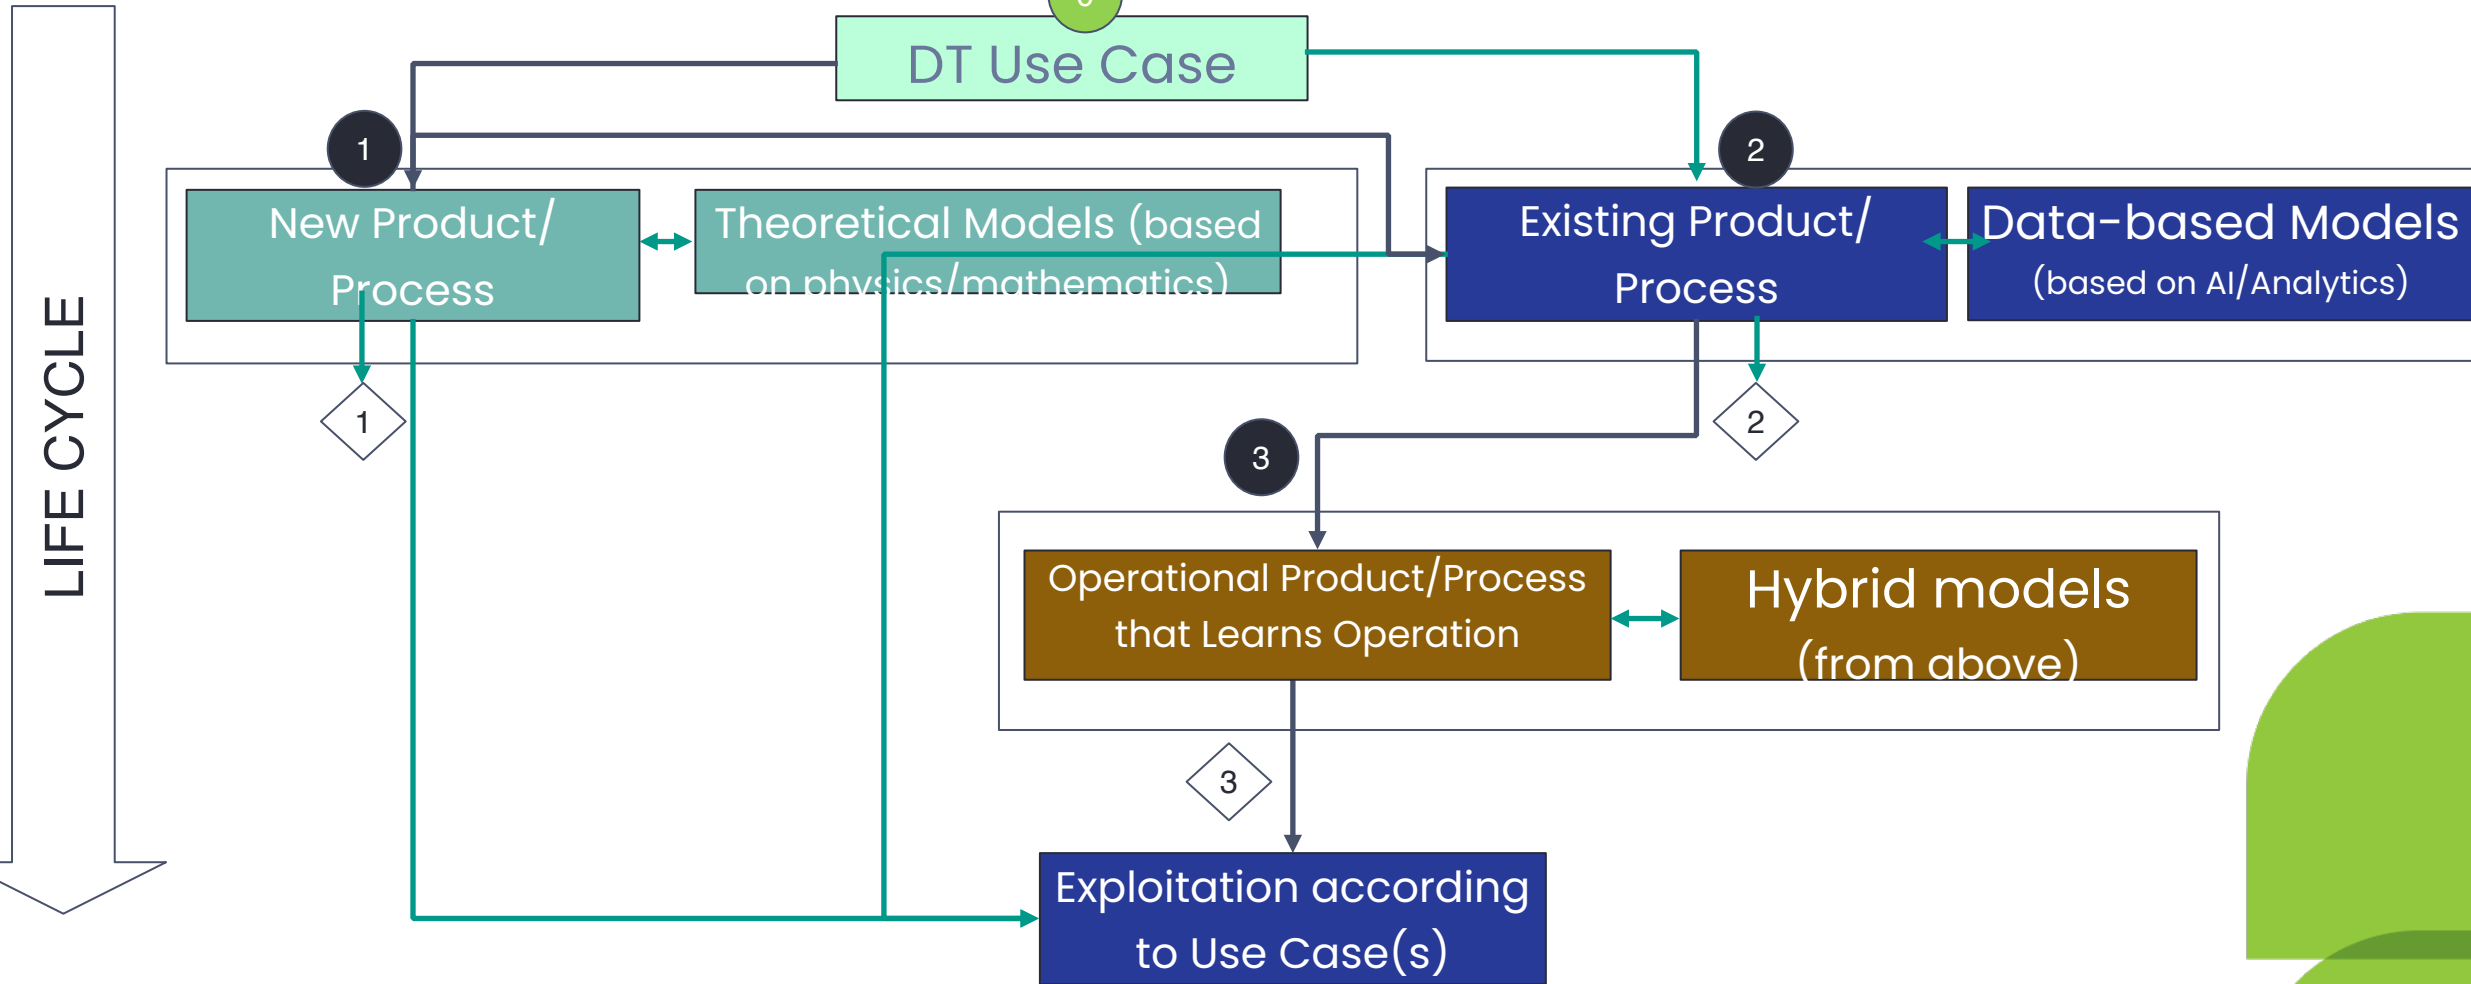 DT Use Case
1
2
New Product/
Process
Theoretical Models (based
on physics/mathematics)
Existing Product/
Process
Data-based Models
(based on AI/Analytics)
LIFE CYCLE
1
2
3
Operational Product/Process
that Learns Operation
Hybrid models
(from above)
3
Exploitation according
to Use Case(s)